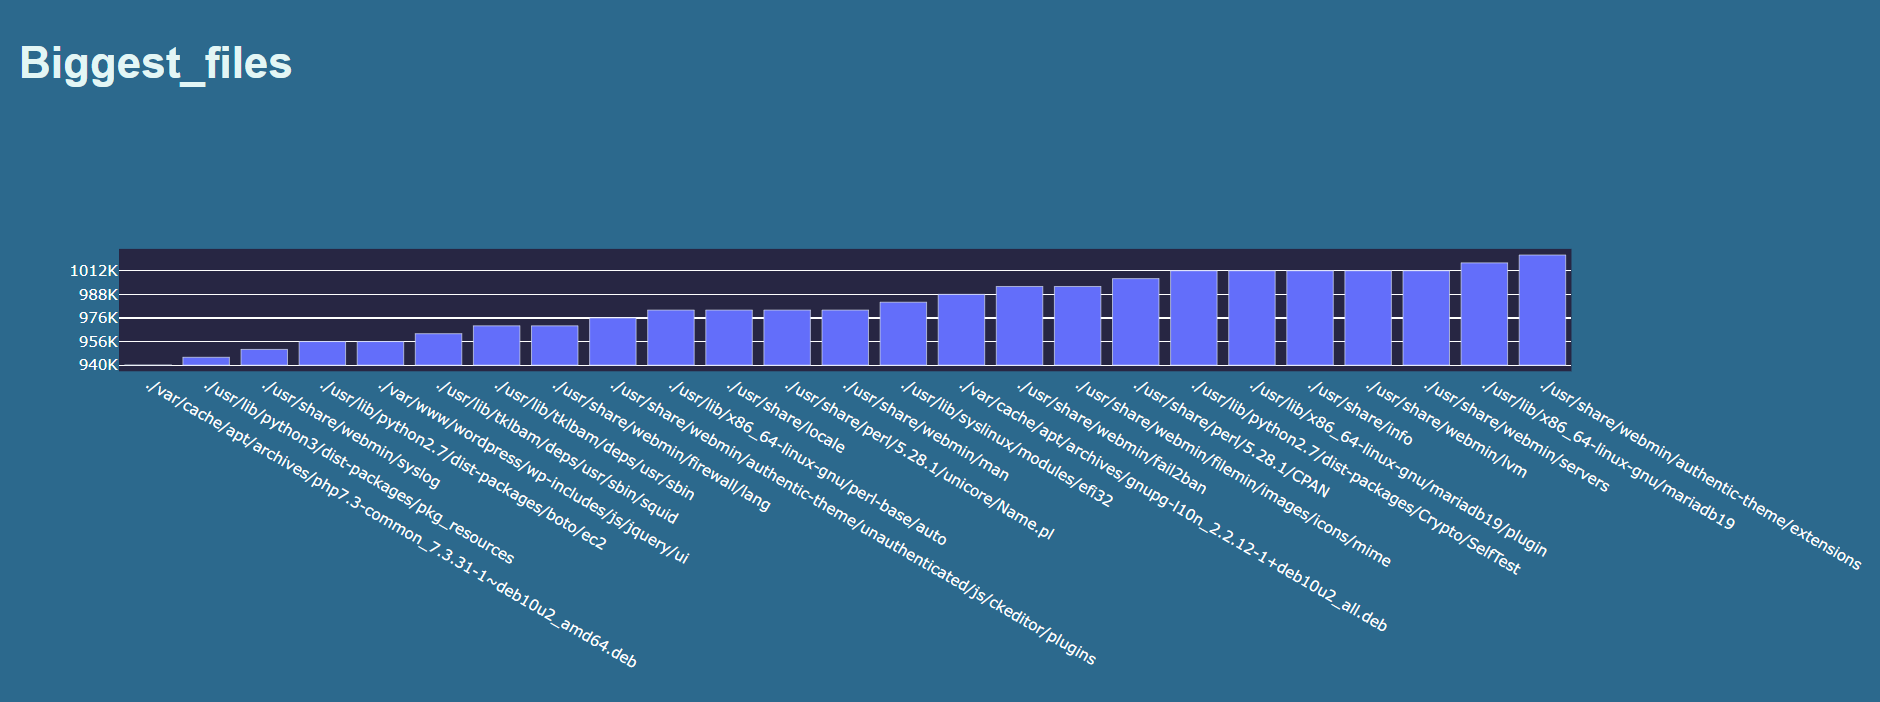 Biggest_files
1012K
988K
976K
956K
940K
./var/cache/apt/archives/php7.3-common_7.3.31-1~deb10u2_amd64.deb
./usr/lib/python3/dist-packages/pkg_resources
./usr/share/webmin/syslog
./usr/lib/python2.7/dist-packages/boto/ec2
./var/www/wordpress/wp-includes/js/jquery/ui
./usr/lib/tklbam/deps/usr/sbin/squid
./usr/lib/tklbam/deps/usr/sbin
./usr/share/webmin/firewall/lang
./usr/share/webmin/authentic-theme/unauthenticated/js/ckeditor/plugins
./usr/lib/x86_64-linux-gnu/perl-base/auto
./usr/share/locale
./usr/share/perl/5.28.1/unicore/Name.pl
./usr/share/webmin/man
./usr/lib/syslinux/modules/efi32
./var/cache/apt/archives/gnupg-l10n_2.2.12-1+deb10u2_all.deb
./usr/share/webmin/fail2ban
./usr/share/webmin/filemin/images/icons/mime
./usr/share/perl/5.28.1/CPAN
./usr/lib/python2.7/dist-packages/Crypto/SelfTest
./usr/lib/x86_64-linux-gnu/mariadb19/plugin
./usr/share/info
./usr/share/webmin/lvm
./usr/share/webmin/servers
./usr/lib/x86_64-linux-gnu/mariadb19
./usr/share/webmin/authentic-theme/extensions